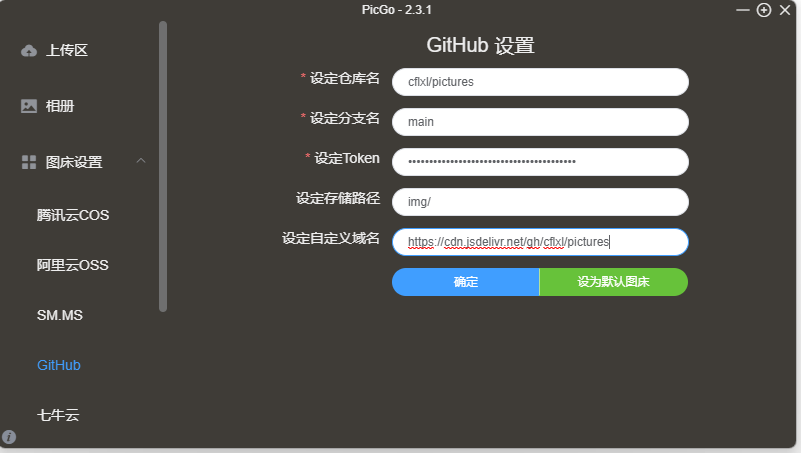 PicGo - 2.3.1
上传区
相册
图床设置
腾讯云COS
阿里云OSS
SM.MS
GitHub
七牛云
GitHub 设置
* 设定仓库名 cflxl/pictures
* 设定分支名 main
* 设定Token ••••••••••••••••••••••••••••••••••••••••
设定存储路径 img/
设定自定义域名 https://cdn.jsdelivr.net/gh/cflxl/pictures
确定 设为默认图床